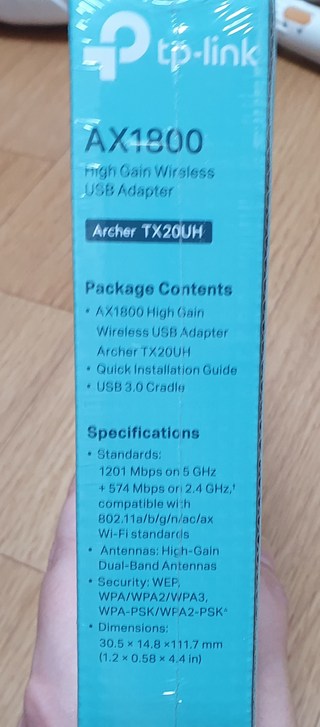 tp-link
AX1800
High Gain Wireless
USB Adapter
Archer TX20UH
Package Contents
• AX1800 High Gain
Wireless USB Adapter
Archer TX20UH
• Quick Installation Guide
• USB 3.0 Cradle
Specifications
• Standards:
1201 Mbps on 5 GHz
+ 574 Mbps on 2.4 GHz,†
compatible with
802.11a/b/g/n/ac/ax
Wi-Fi standards
• Antennas: High-Gain
Dual-Band Antennas
• Security: WEP,
WPA/WPA2/WPA3,
WPA-PSK/WPA2-PSK*
• Dimensions:
30.5 × 14.8 ×111.7 mm
(1.2 × 0.58 × 4.4 in)